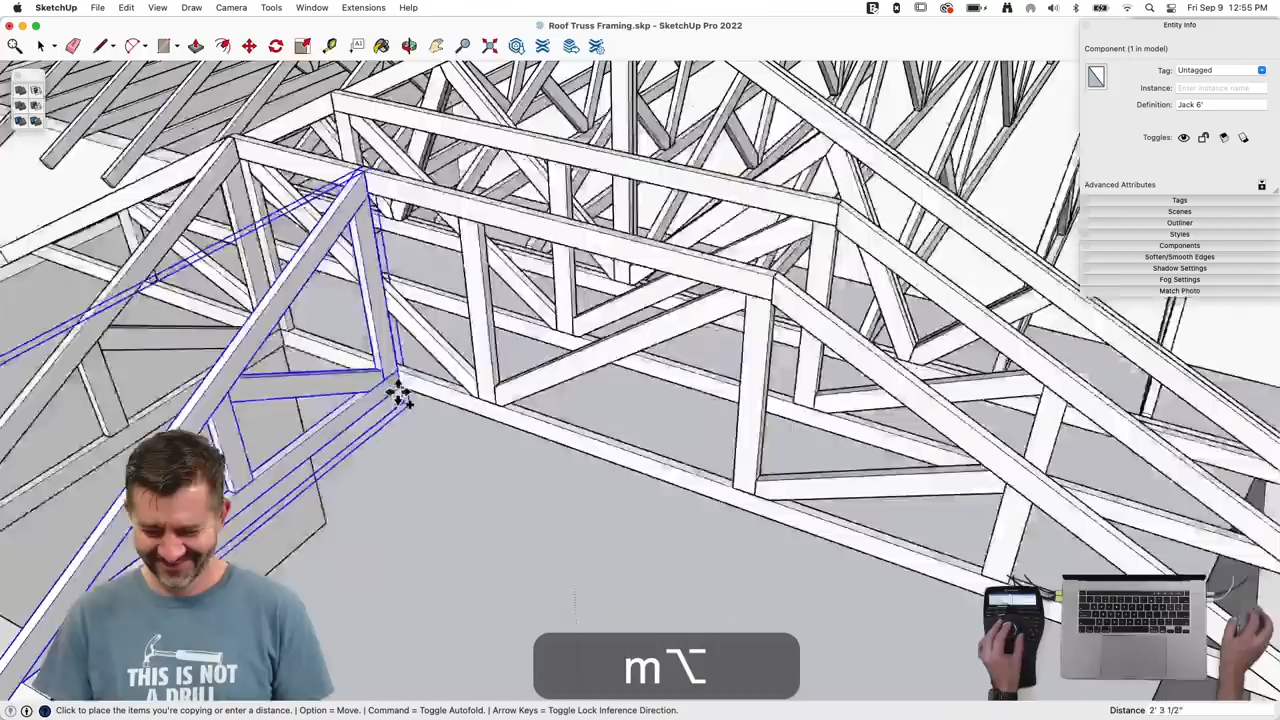 SketchUp File Edit View Draw Camera Tools Window Extensions Help Fri Sep 9 12:55 PM
Roof Truss Framing.skp - SketchUp Pro 2022
Entity Info
Component (1 in model)
Tag: Untagged
Instance: Enter instance name
Definition: Jack 6'
Toggles:
Advanced Attributes
Tags
Scenes
Outliner
Styles
Components
Soften/Smooth Edges
Shadow Settings
Fog Settings
Match Photo
THIS IS NOT
A DRILL
m⌥
Click to place the items you're copying or enter a distance. | Option = Move. | Command = Toggle Autofold. | Arrow Keys = Toggle Lock Inference Direction. Distance 2' 3 1/2"